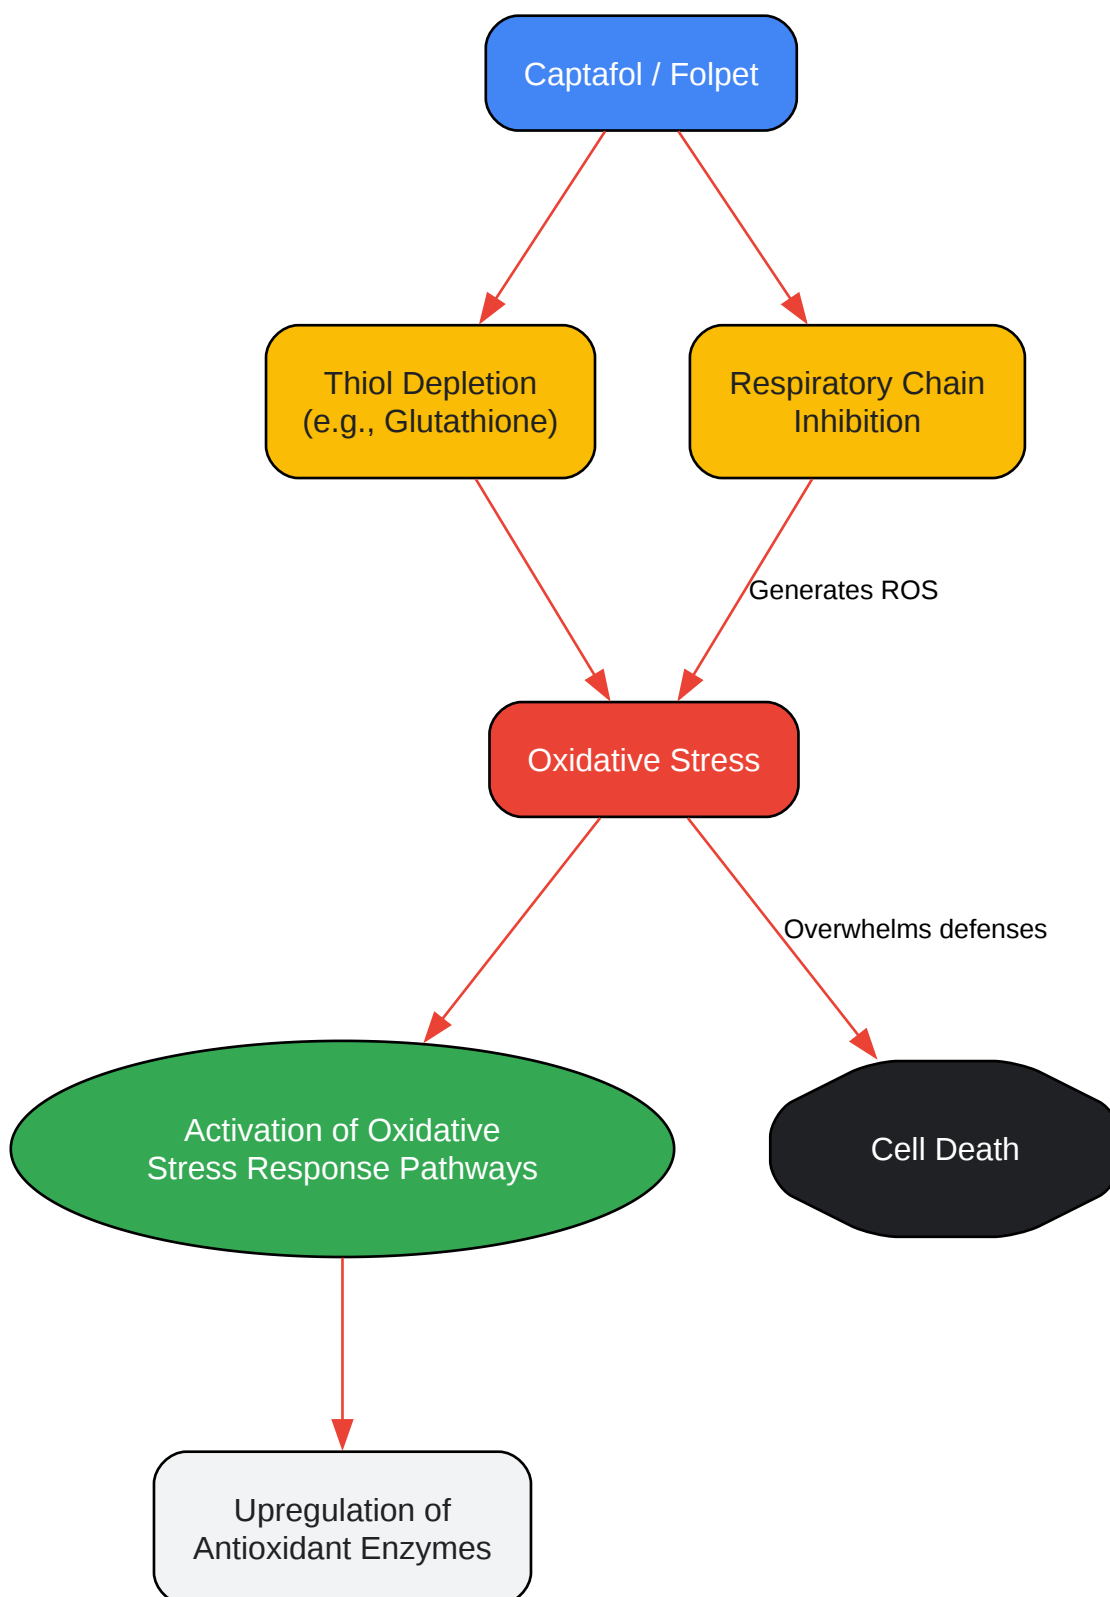 Captafol / Folpet
Thiol Depletion
(e.g., Glutathione)
Respiratory Chain
Inhibition
Generates ROS
Oxidative Stress
Overwhelms defenses
Activation of Oxidative
Stress Response Pathways
Cell Death
Upregulation of
Antioxidant Enzymes